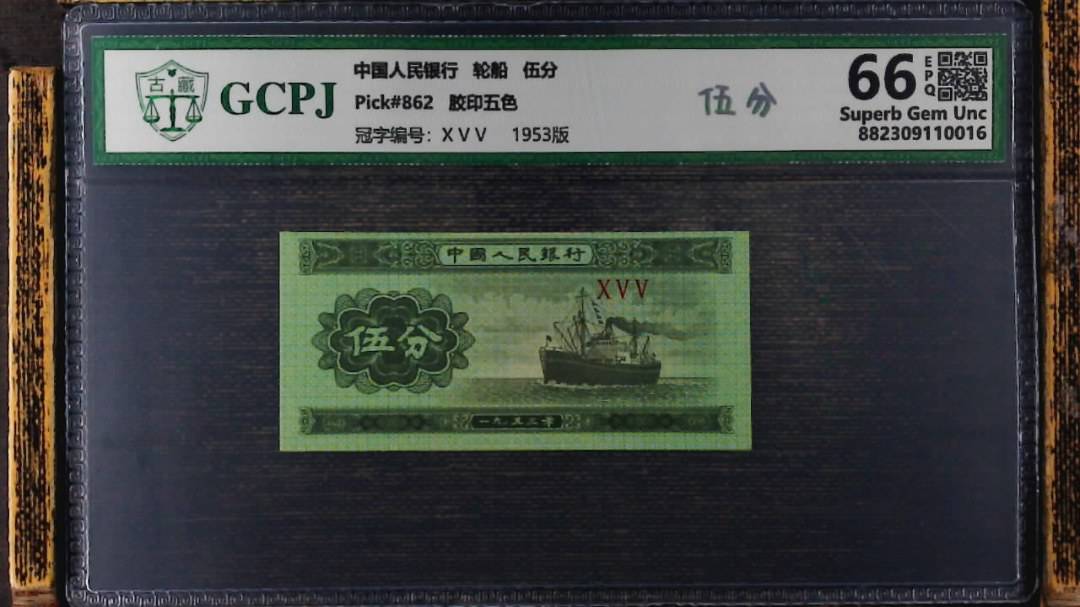 古藏
GCPJ
中国人民银行 轮船 伍分
Pick#862 胶印五色
冠字编号: X V V 1953版
伍分
66
EPQ
Superb Gem Unc
882309110016
中國人民銀行
XVV
伍分
一九五三年